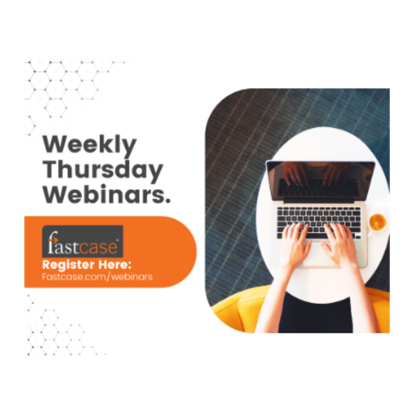 Weekly
Thursday
Webinars.
fastcase
Register Here:
Fastcase.com/webinars